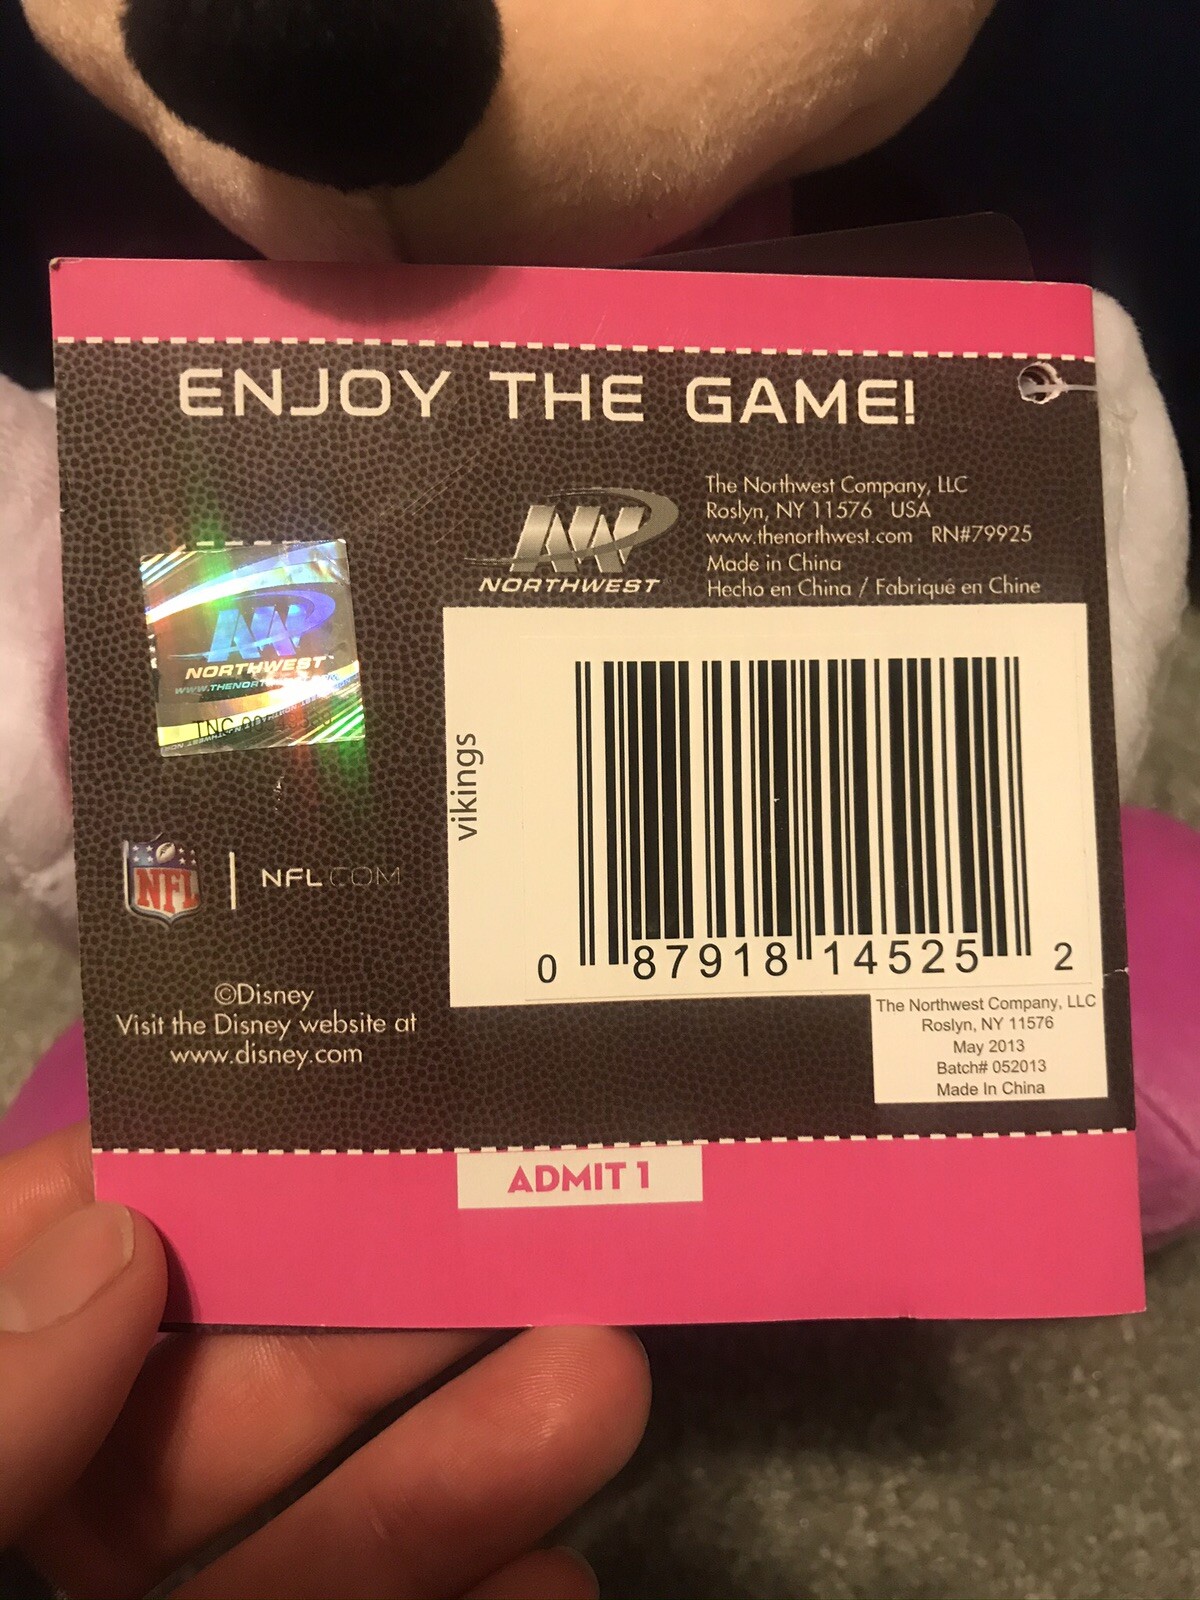 ENJOY THE GAME!
NORTHWEST
The Northwest Company, LLC
Roslyn, NY 11576 USA
www.thenorthwest.com RN#79925
Made in China
Hecho en China / Fabriqué en Chine
NORTHWEST
vikings
0 87918 14525 2
NFL | NFL.COM
©Disney
Visit the Disney website at
www.disney.com
The Northwest Company, LLC
Roslyn, NY 11576
May 2013
Batch# 052013
Made In China
ADMIT 1